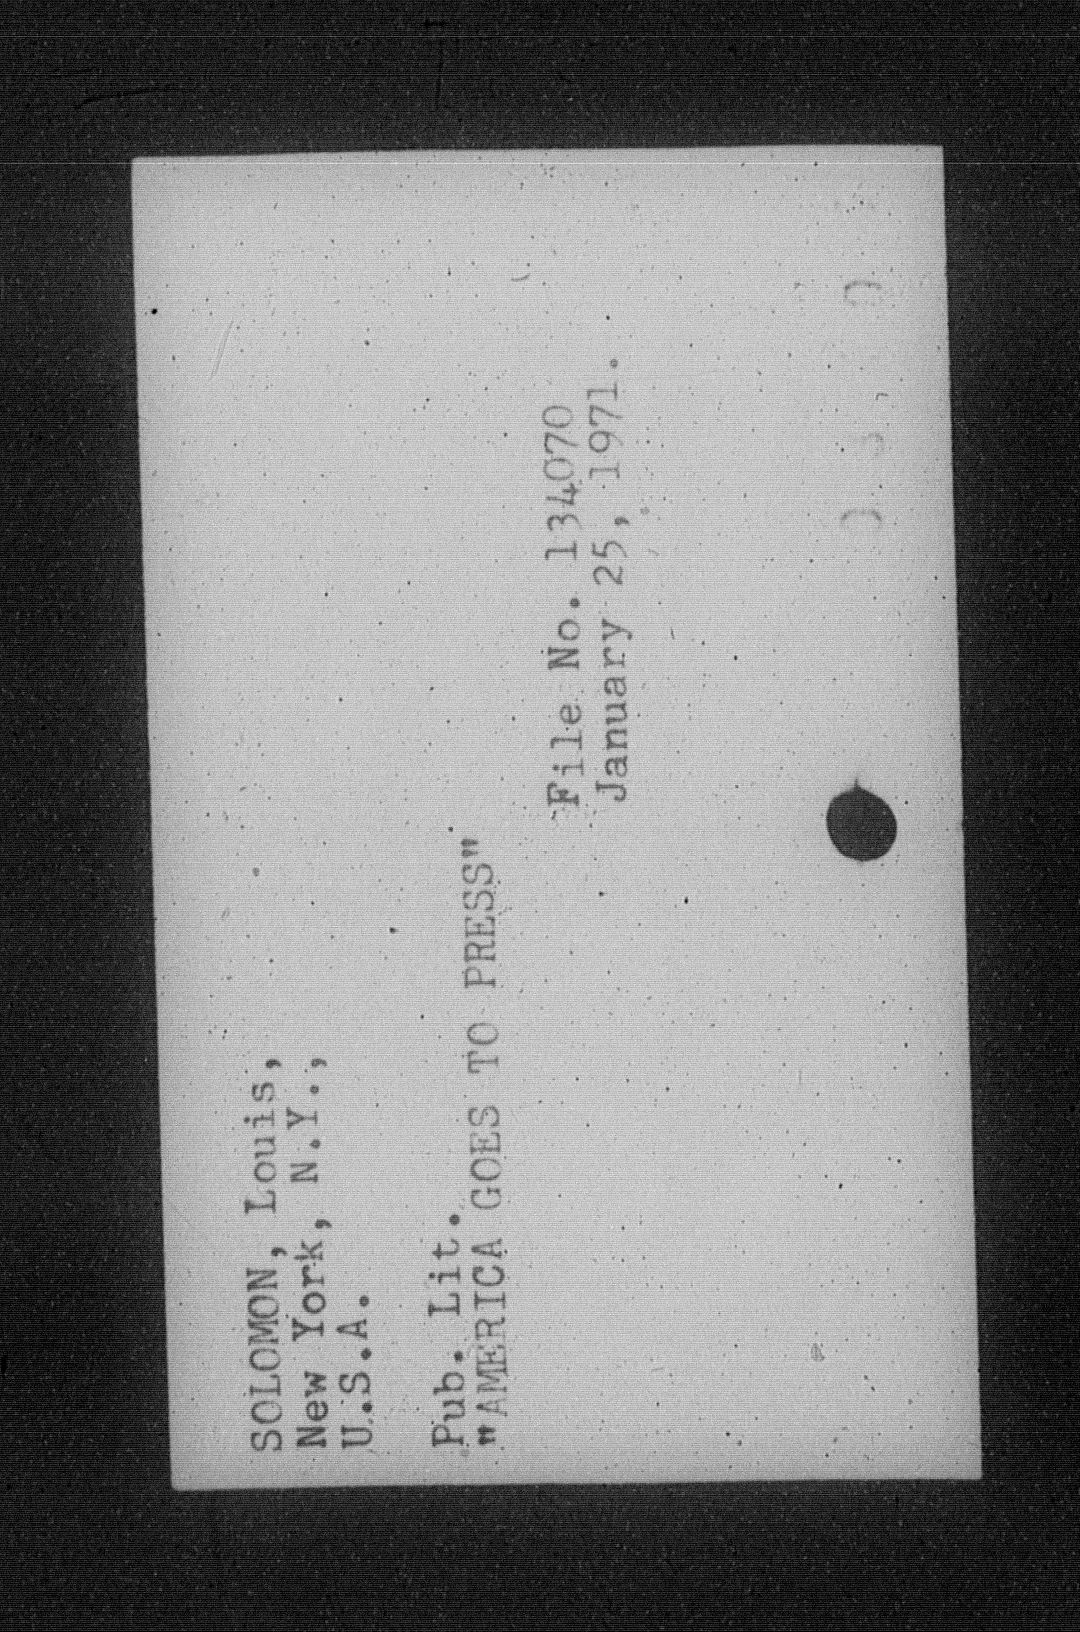 SOLOMON, Louis,
New York, N.Y.,
U.S.A.
Pub. Lit.
"AMERICA GOES TO PRESS"
File No. 134070
January 25, 1971.